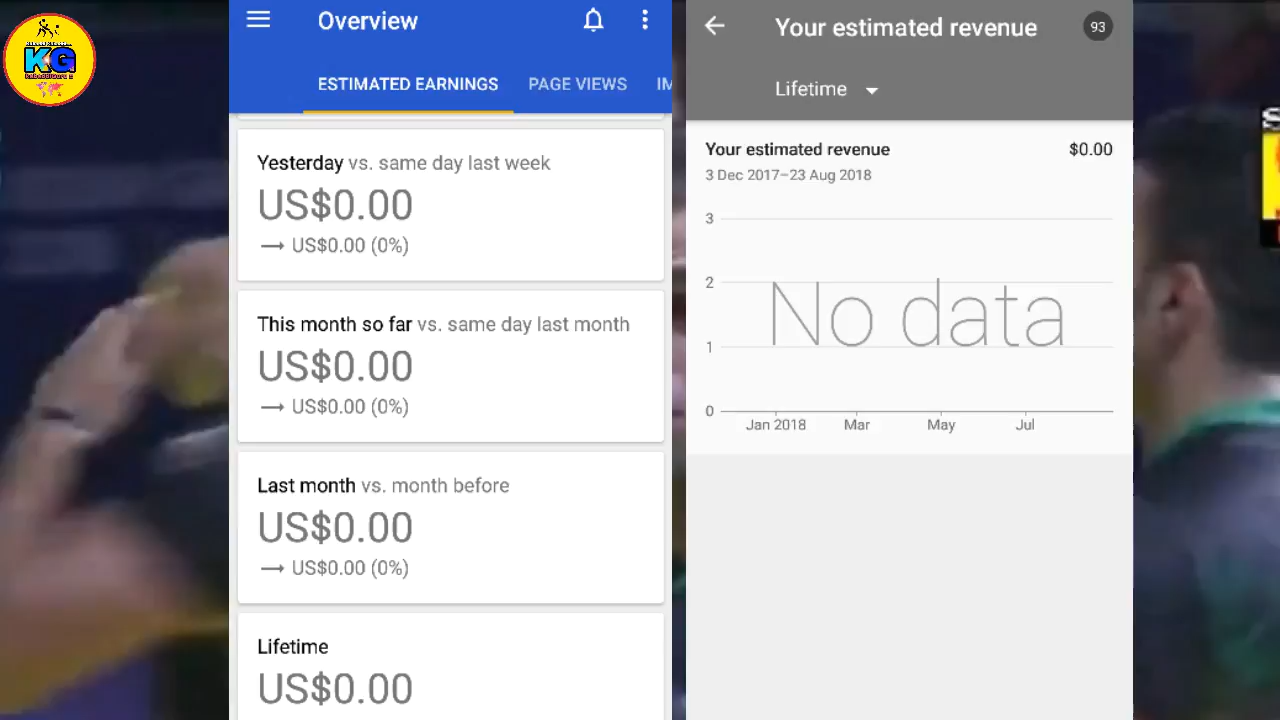 KG
Overview
ESTIMATED EARNINGS PAGE VIEWS IM
Yesterday vs. same day last week
US$0.00
→ US$0.00 (0%)
This month so far vs. same day last month
US$0.00
→ US$0.00 (0%)
Last month vs. month before
US$0.00
→ US$0.00 (0%)
Lifetime
US$0.00
Your estimated revenue 93
Lifetime
Your estimated revenue $0.00
3 Dec 2017–23 Aug 2018
3
2
1
0
No data
Jan 2018 Mar May Jul
S